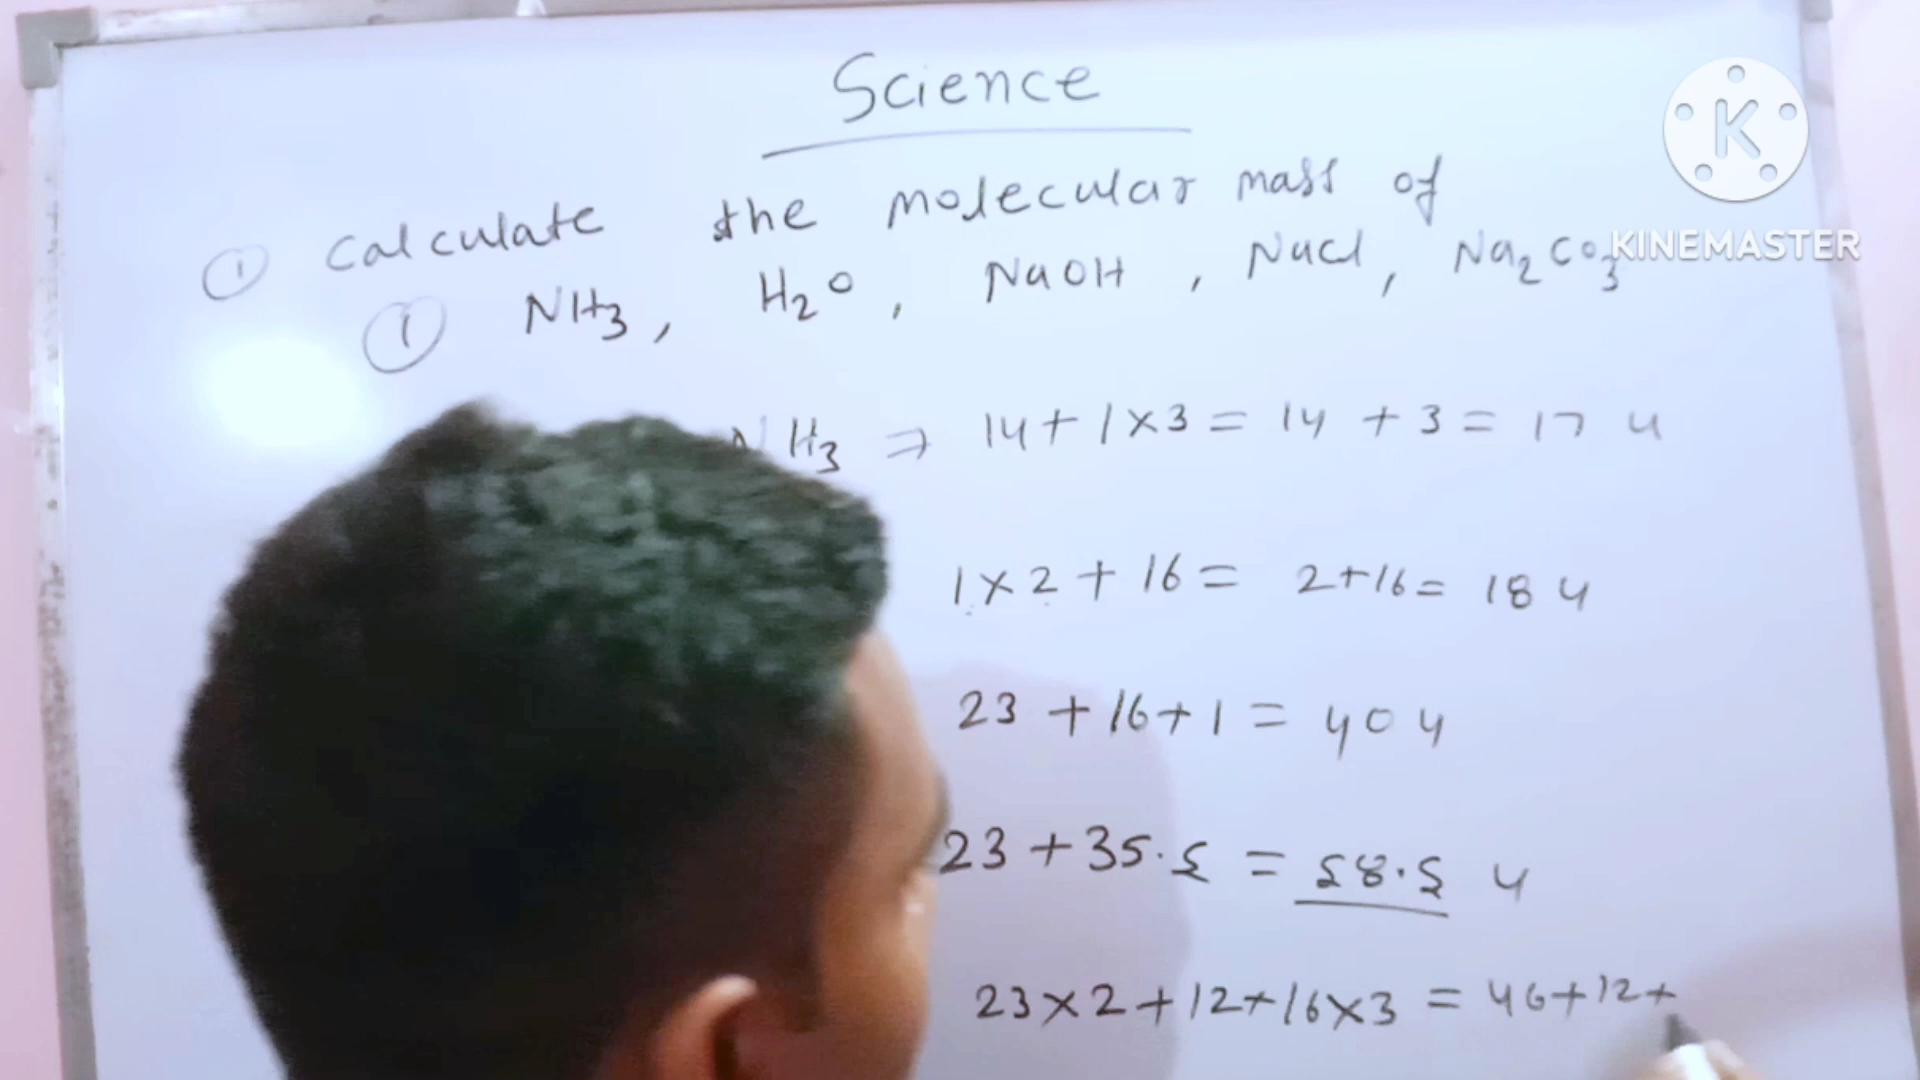 Science
① Calculate the molecular mass of
① NH3, H2O, NaOH, NaCl, Na2CO3
NH3 ⇒ 14+1×3 = 14 + 3 = 17 u
1×2 + 16 = 2+16 = 18 u
23 + 16 + 1 = 40 u
23 + 35.5 = 58.5 u
23×2+12+16×3 = 46+12+
K
KINEMASTER